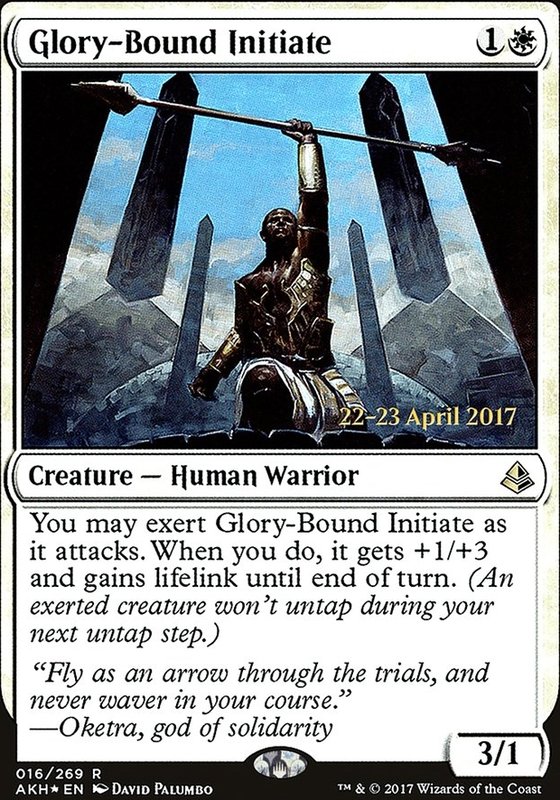 Glory-Bound Initiate 1
22-23 April 2017
Creature — Human Warrior
You may exert Glory-Bound Initiate as
it attacks. When you do, it gets +1/+3
and gains lifelink until end of turn. (An
exerted creature won't untap during your
next untap step.)
“Fly as an arrow through the trials, and
never waver in your course.”
—Oketra, god of solidarity
3/1
016/269 R
AKH★EN David Palumbo
™ & © 2017 Wizards of the Coast